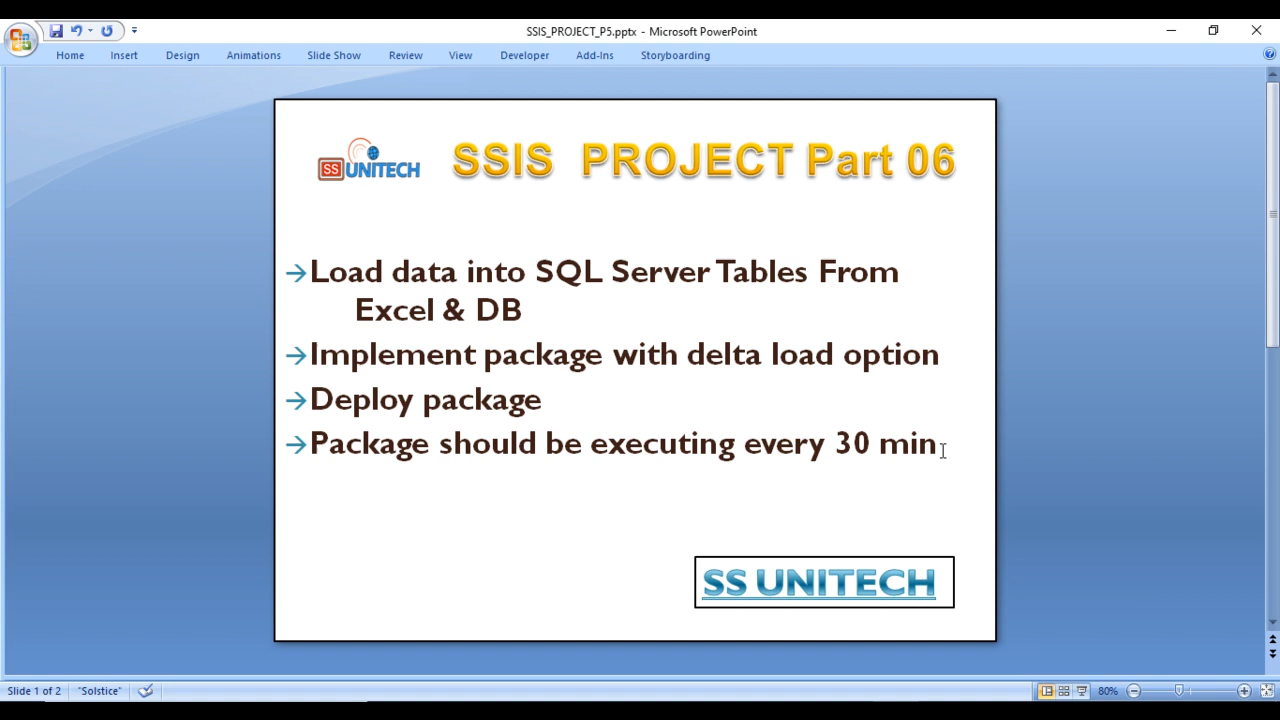 SSIS_PROJECT_P5.pptx - Microsoft PowerPoint
Home Insert Design Animations Slide Show Review View Developer Add-Ins Storyboarding
SS UNITECH
SSIS PROJECT Part 06
→Load data into SQL Server Tables From
Excel & DB
→Implement package with delta load option
→Deploy package
→Package should be executing every 30 min
SS UNITECH
Slide 1 of 2 "Solstice" 80%